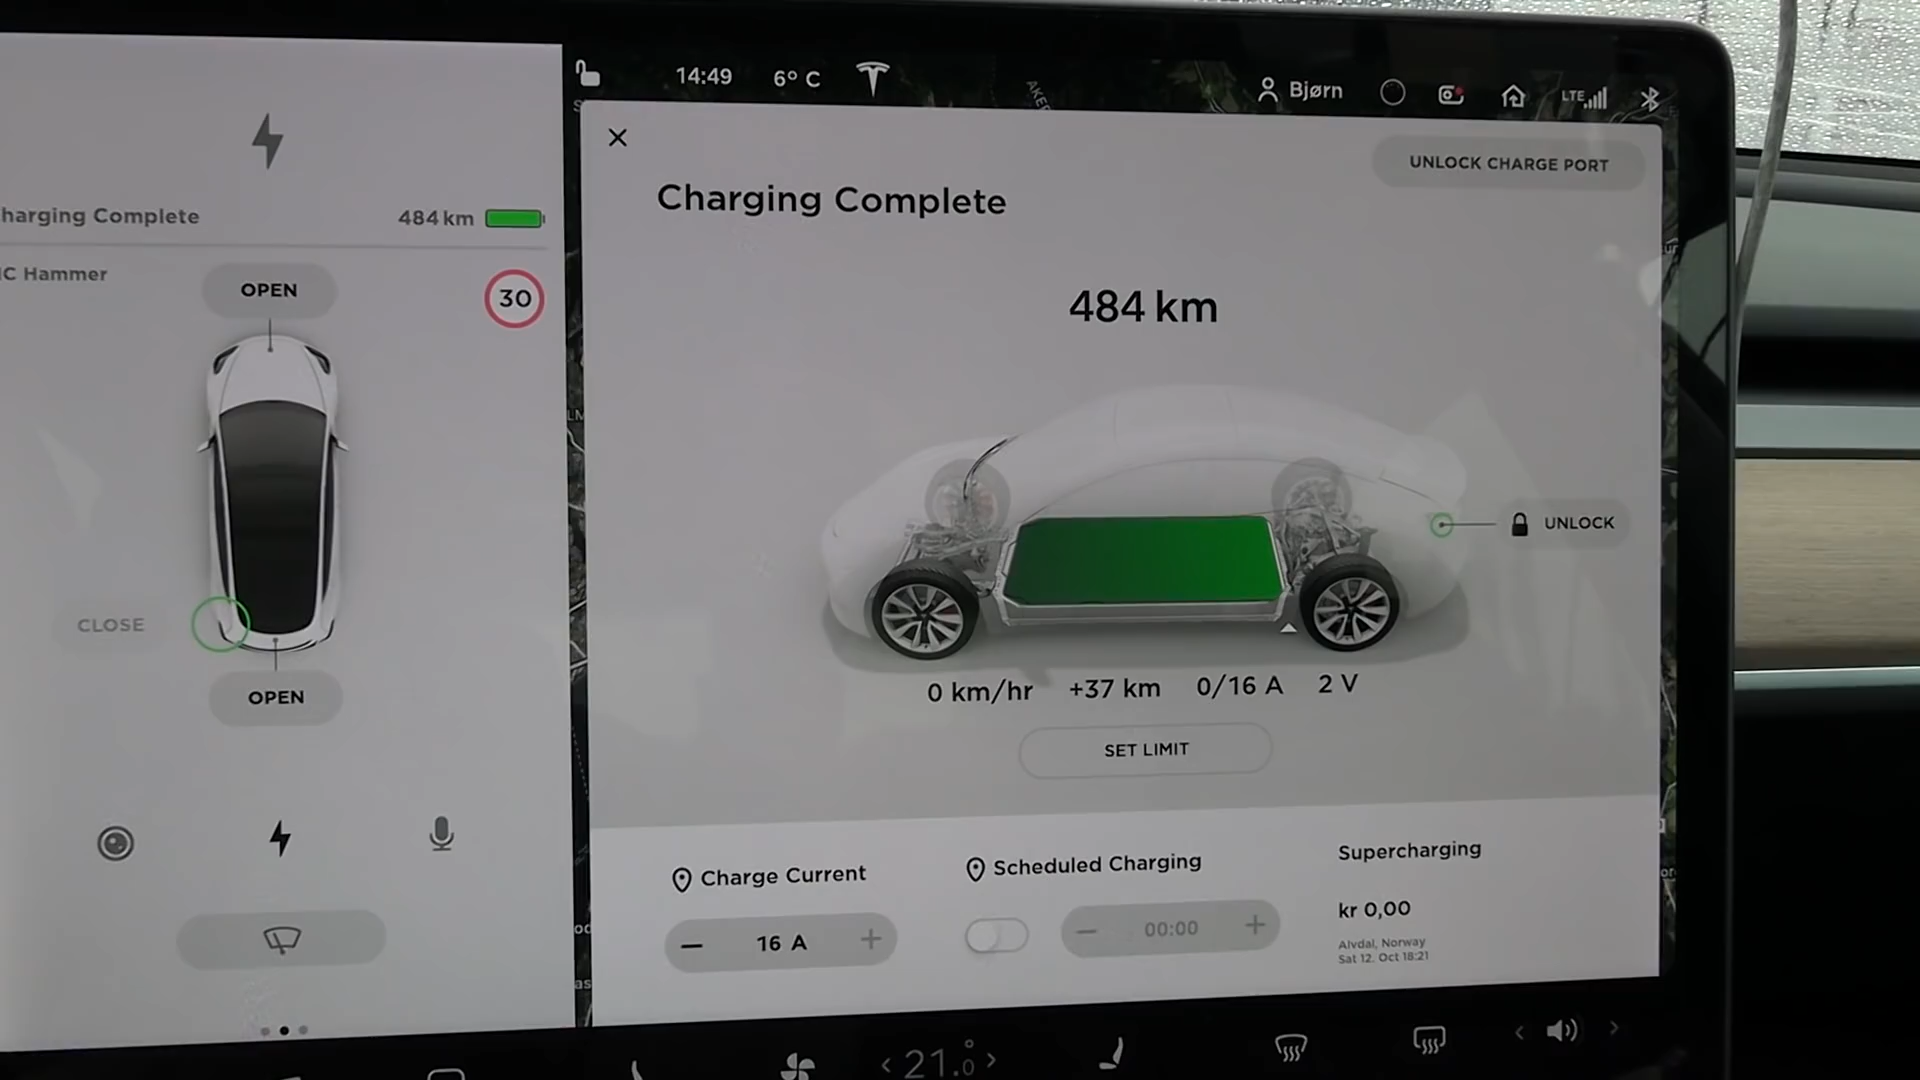 14:49 6° C
Bjørn
LTE
harging Complete 484 km
C Hammer
OPEN
30
CLOSE
OPEN
UNLOCK CHARGE PORT
Charging Complete
484 km
UNLOCK
0 km/hr +37 km 0/16 A 2 V
SET LIMIT
Charge Current
− 16 A +
Scheduled Charging
− 00:00 +
Supercharging
kr 0,00
Alvdal, Norway
Sat 12. Oct 18:21
< 21.0° >